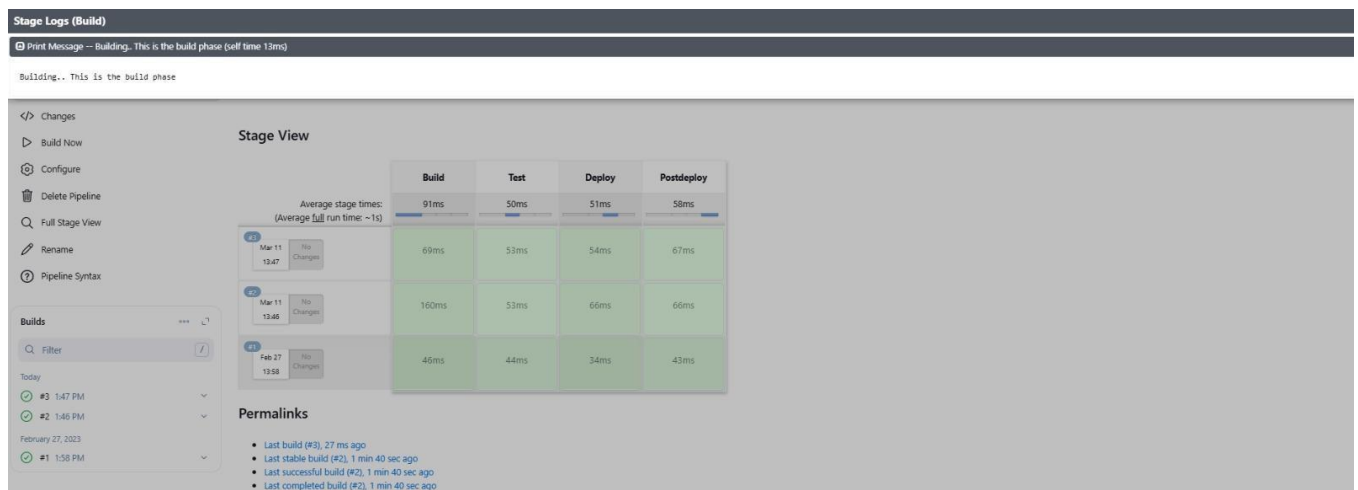 Stage Logs (Build)
Print Message -- Building.. This is the build phase (self time 13ms)
Building.. This is the build phase
</> Changes
Build Now
Configure
Delete Pipeline
Full Stage View
Rename
Pipeline Syntax
Builds
Filter
/
Today
#3 1:47 PM
#2 1:46 PM
February 27, 2023
#1 1:58 PM
Stage View
Build Test Deploy Postdeploy
Average stage times: 91ms 50ms 51ms 58ms
(Average full run time: ~1s)
#3
Mar 11 No
13:47 Changes
69ms 53ms 54ms 67ms
#2
Mar 11 No
13:46 Changes
160ms 53ms 66ms 66ms
#1
Feb 27 No
13:58 Changes
46ms 44ms 34ms 43ms
Permalinks
Last build (#3), 27 ms ago
Last stable build (#2), 1 min 40 sec ago
Last successful build (#2), 1 min 40 sec ago
Last completed build (#2), 1 min 40 sec ago